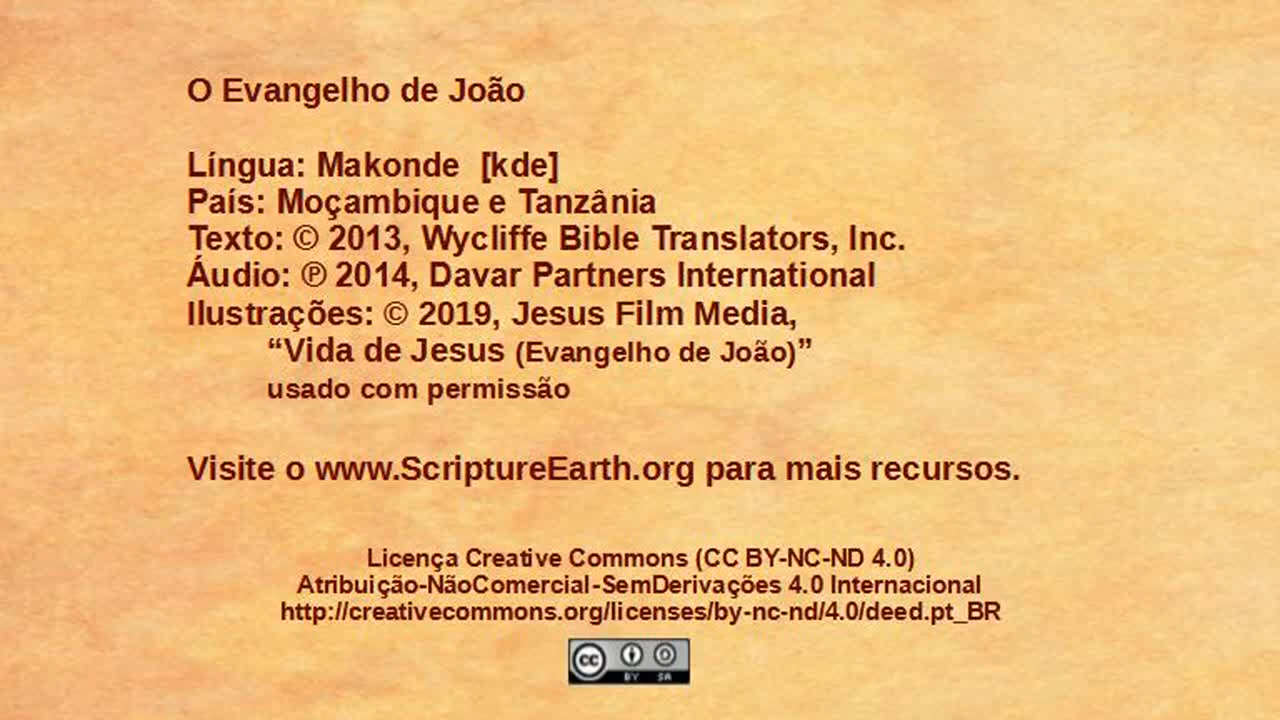 O Evangelho de João
Língua: Makonde [kde]
País: Moçambique e Tanzânia
Texto: © 2013, Wycliffe Bible Translators, Inc.
Áudio: ℗ 2014, Davar Partners International
Ilustrações: © 2019, Jesus Film Media,
“Vida de Jesus (Evangelho de João)”
usado com permissão
Visite o www.ScriptureEarth.org para mais recursos.
Licença Creative Commons (CC BY-NC-ND 4.0)
Atribuição-NãoComercial-SemDerivações 4.0 Internacional
http://creativecommons.org/licenses/by-nc-nd/4.0/deed.pt_BR
cc
BY SA